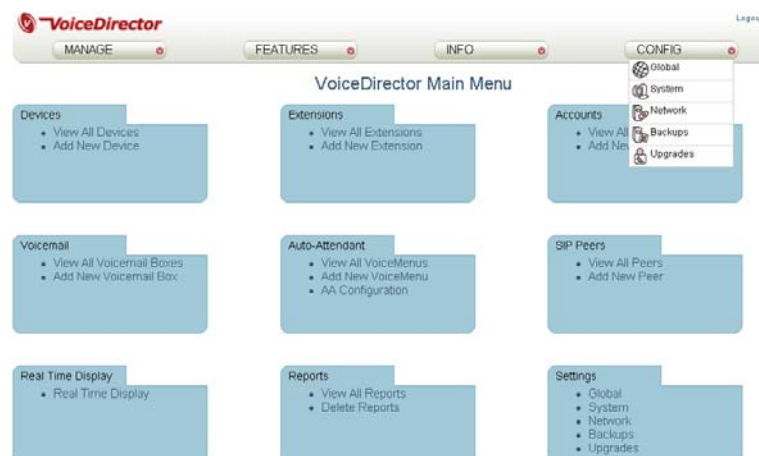 VoiceDirector
MANAGE
FEATURES
INFO
CONFIG
Global
System
Network
Backups
Upgrades
VoiceDirector Main Menu
Devices
View All Devices
Add New Device
Extensions
View All Extensions
Add New Extension
Accounts
View All
Add New
Voicemail
View All Voicemail Boxes
Add New Voicemail Box
Auto-Attendant
View All VoiceMenus
Add New VoiceMenu
AA Configuration
SIP Peers
View All Peers
Add New Peer
Real Time Display
Real Time Display
Reports
View All Reports
Delete Reports
Settings
Global
System
Network
Backups
Upgrades